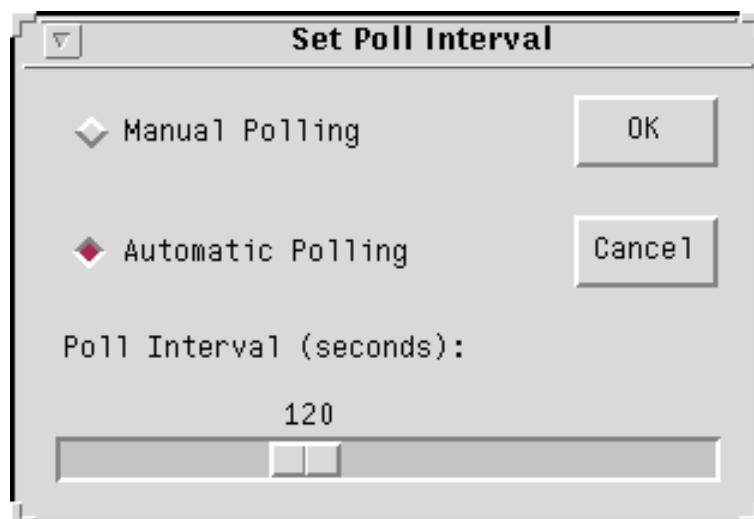 Set Poll Interval
Manual Polling
OK
Automatic Polling
Cancel
Poll Interval (seconds):
120